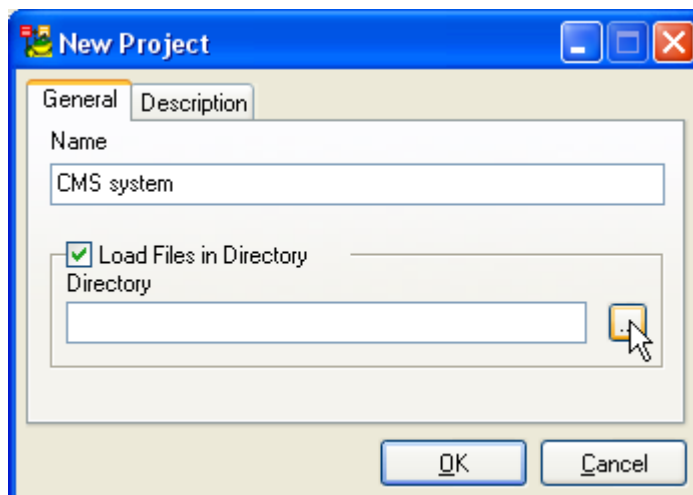 New Project
General Description
Name
CMS system
Load Files in Directory
Directory
...
OK Cancel